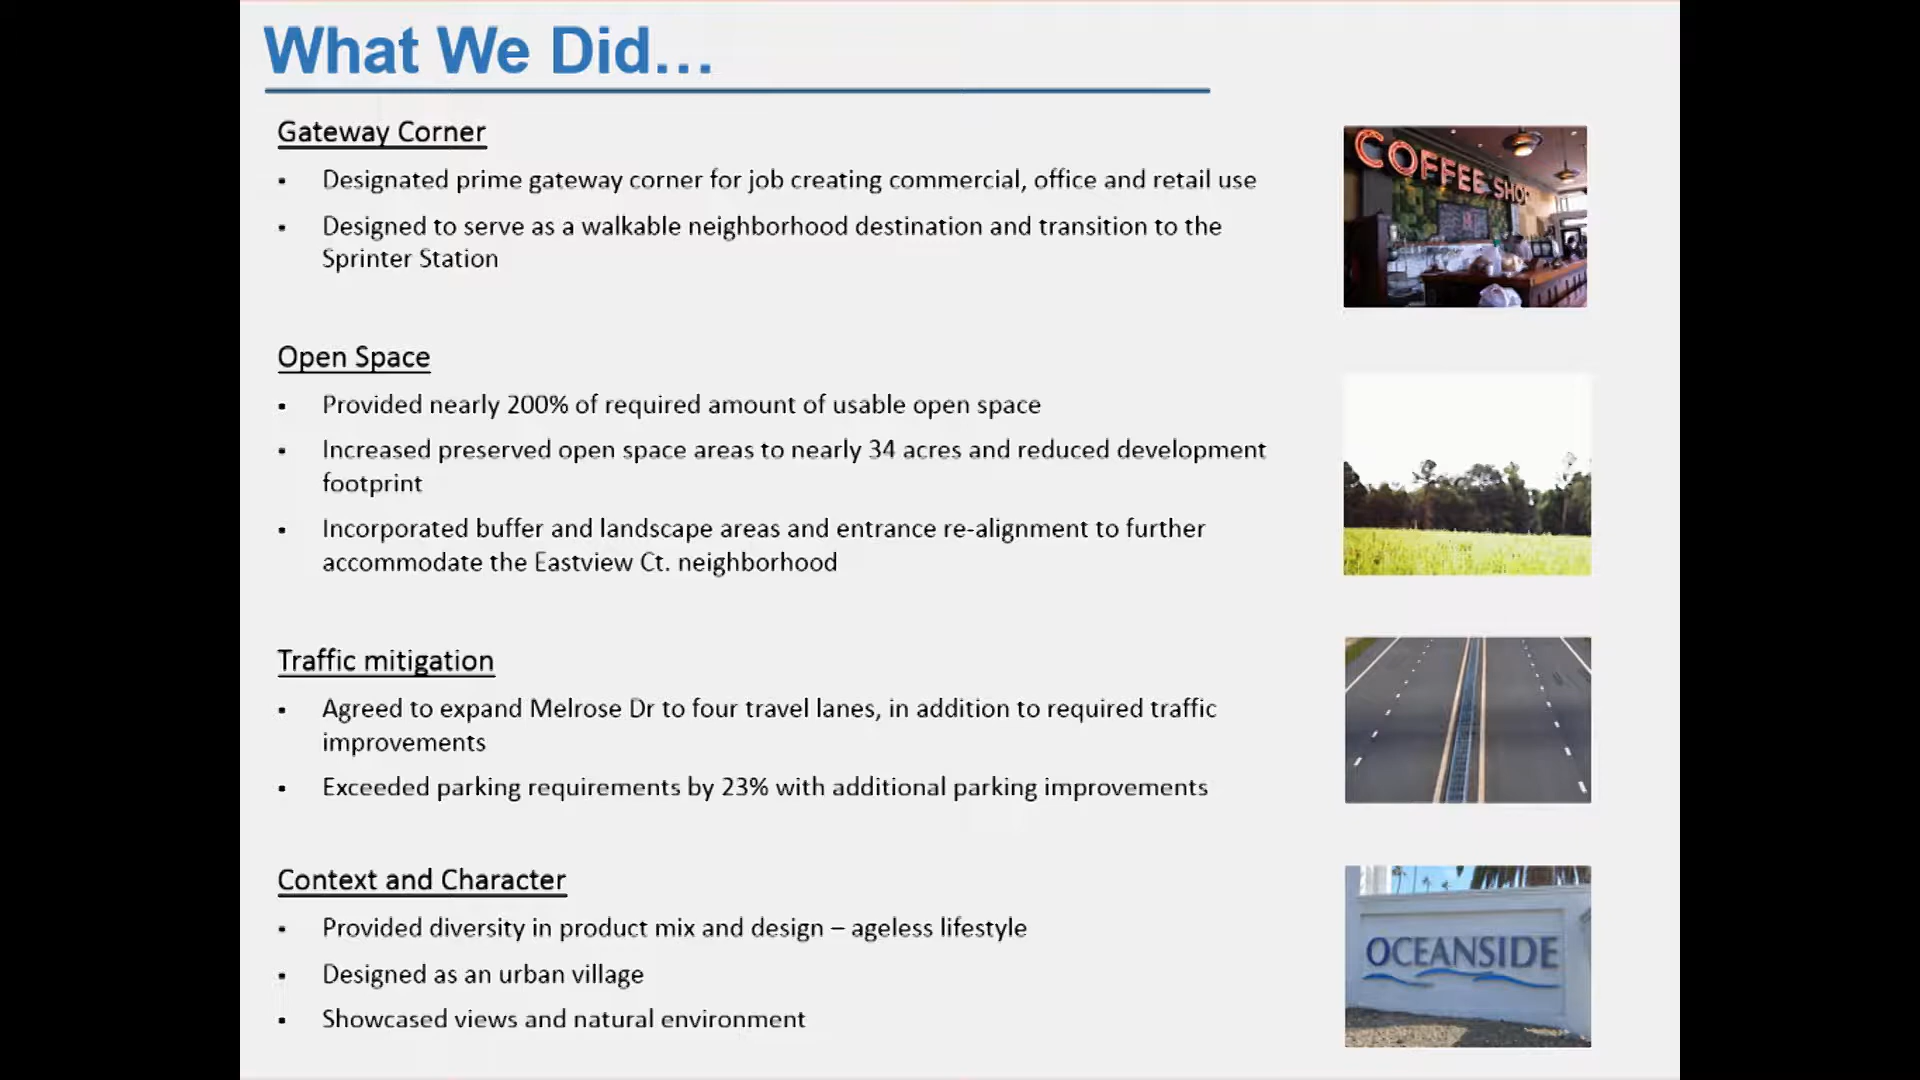 What We Did...
Gateway Corner
▪ Designated prime gateway corner for job creating commercial, office and retail use
▪ Designed to serve as a walkable neighborhood destination and transition to the
Sprinter Station
COFFEE SHOP
Open Space
▪ Provided nearly 200% of required amount of usable open space
▪ Increased preserved open space areas to nearly 34 acres and reduced development
footprint
▪ Incorporated buffer and landscape areas and entrance re-alignment to further
accommodate the Eastview Ct. neighborhood
Traffic mitigation
▪ Agreed to expand Melrose Dr to four travel lanes, in addition to required traffic
improvements
▪ Exceeded parking requirements by 23% with additional parking improvements
Context and Character
▪ Provided diversity in product mix and design – ageless lifestyle
▪ Designed as an urban village
▪ Showcased views and natural environment
OCEANSIDE